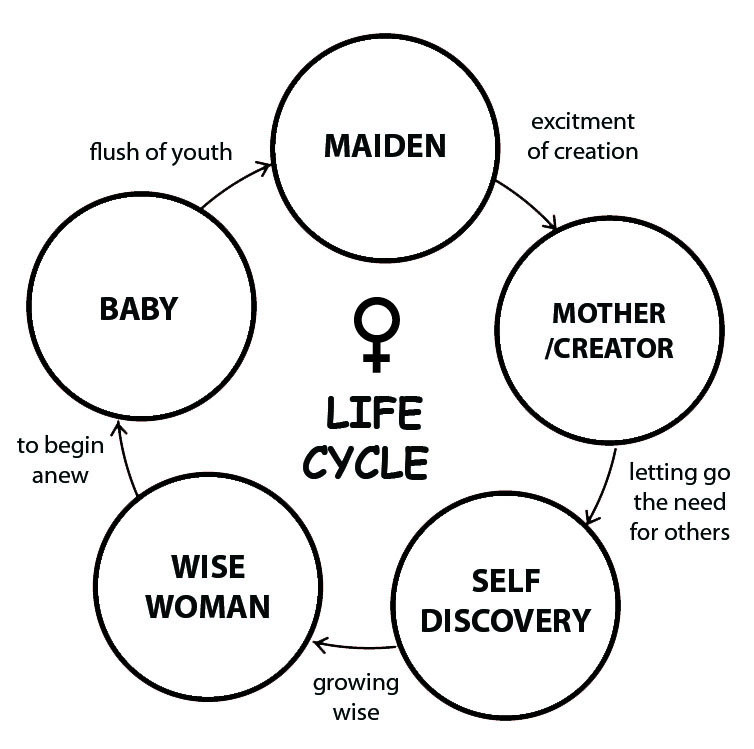 MAIDEN
excitment
of creation
MOTHER
/CREATOR
letting go
the need
for others
SELF
DISCOVERY
growing
wise
WISE
WOMAN
to begin
anew
BABY
flush of youth
LIFE
CYCLE